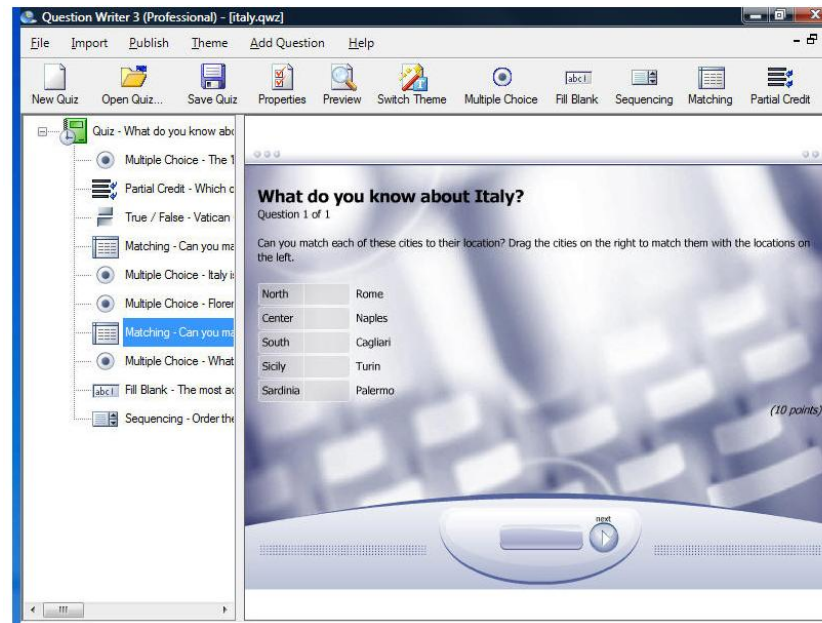 Question Writer 3 (Professional) - [italy.qwz]
File Import Publish Theme Add Question Help
New Quiz Open Quiz... Save Quiz Properties Preview Switch Theme Multiple Choice Fill Blank Sequencing Matching Partial Credit
Quiz - What do you know abo
Multiple Choice - The
Partial Credit - Which c
True / False - Vatican
Matching - Can you ma
Multiple Choice - Italy is
Multiple Choice - Floren
Matching - Can you ma
Multiple Choice - What
Fill Blank - The most ac
Sequencing - Order the
What do you know about Italy?
Question 1 of 1
Can you match each of these cities to their location? Drag the cities on the right to match them with the locations on
the left.
North Rome
Center Naples
South Cagliari
Sicily Turin
Sardinia Palermo
(10 points)
next